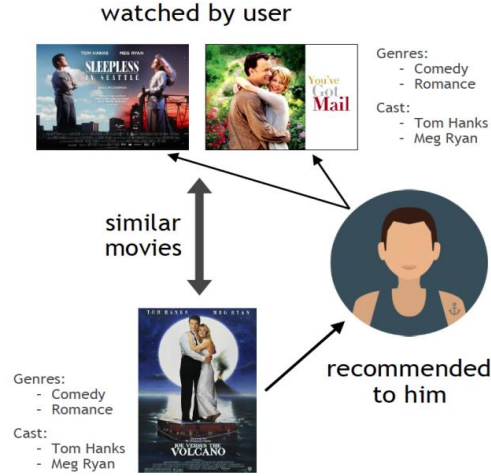 watched by user
TOM HANKS MEG RYAN
SLEEPLESS
IN SEATTLE
You've
Got
Mail
Genres:
- Comedy
- Romance
Cast:
- Tom Hanks
- Meg Ryan
similar
movies
TOM HANKS MEG RYAN
JOE VERSUS THE
VOLCANO
Genres:
- Comedy
- Romance
Cast:
- Tom Hanks
- Meg Ryan
recommended
to him